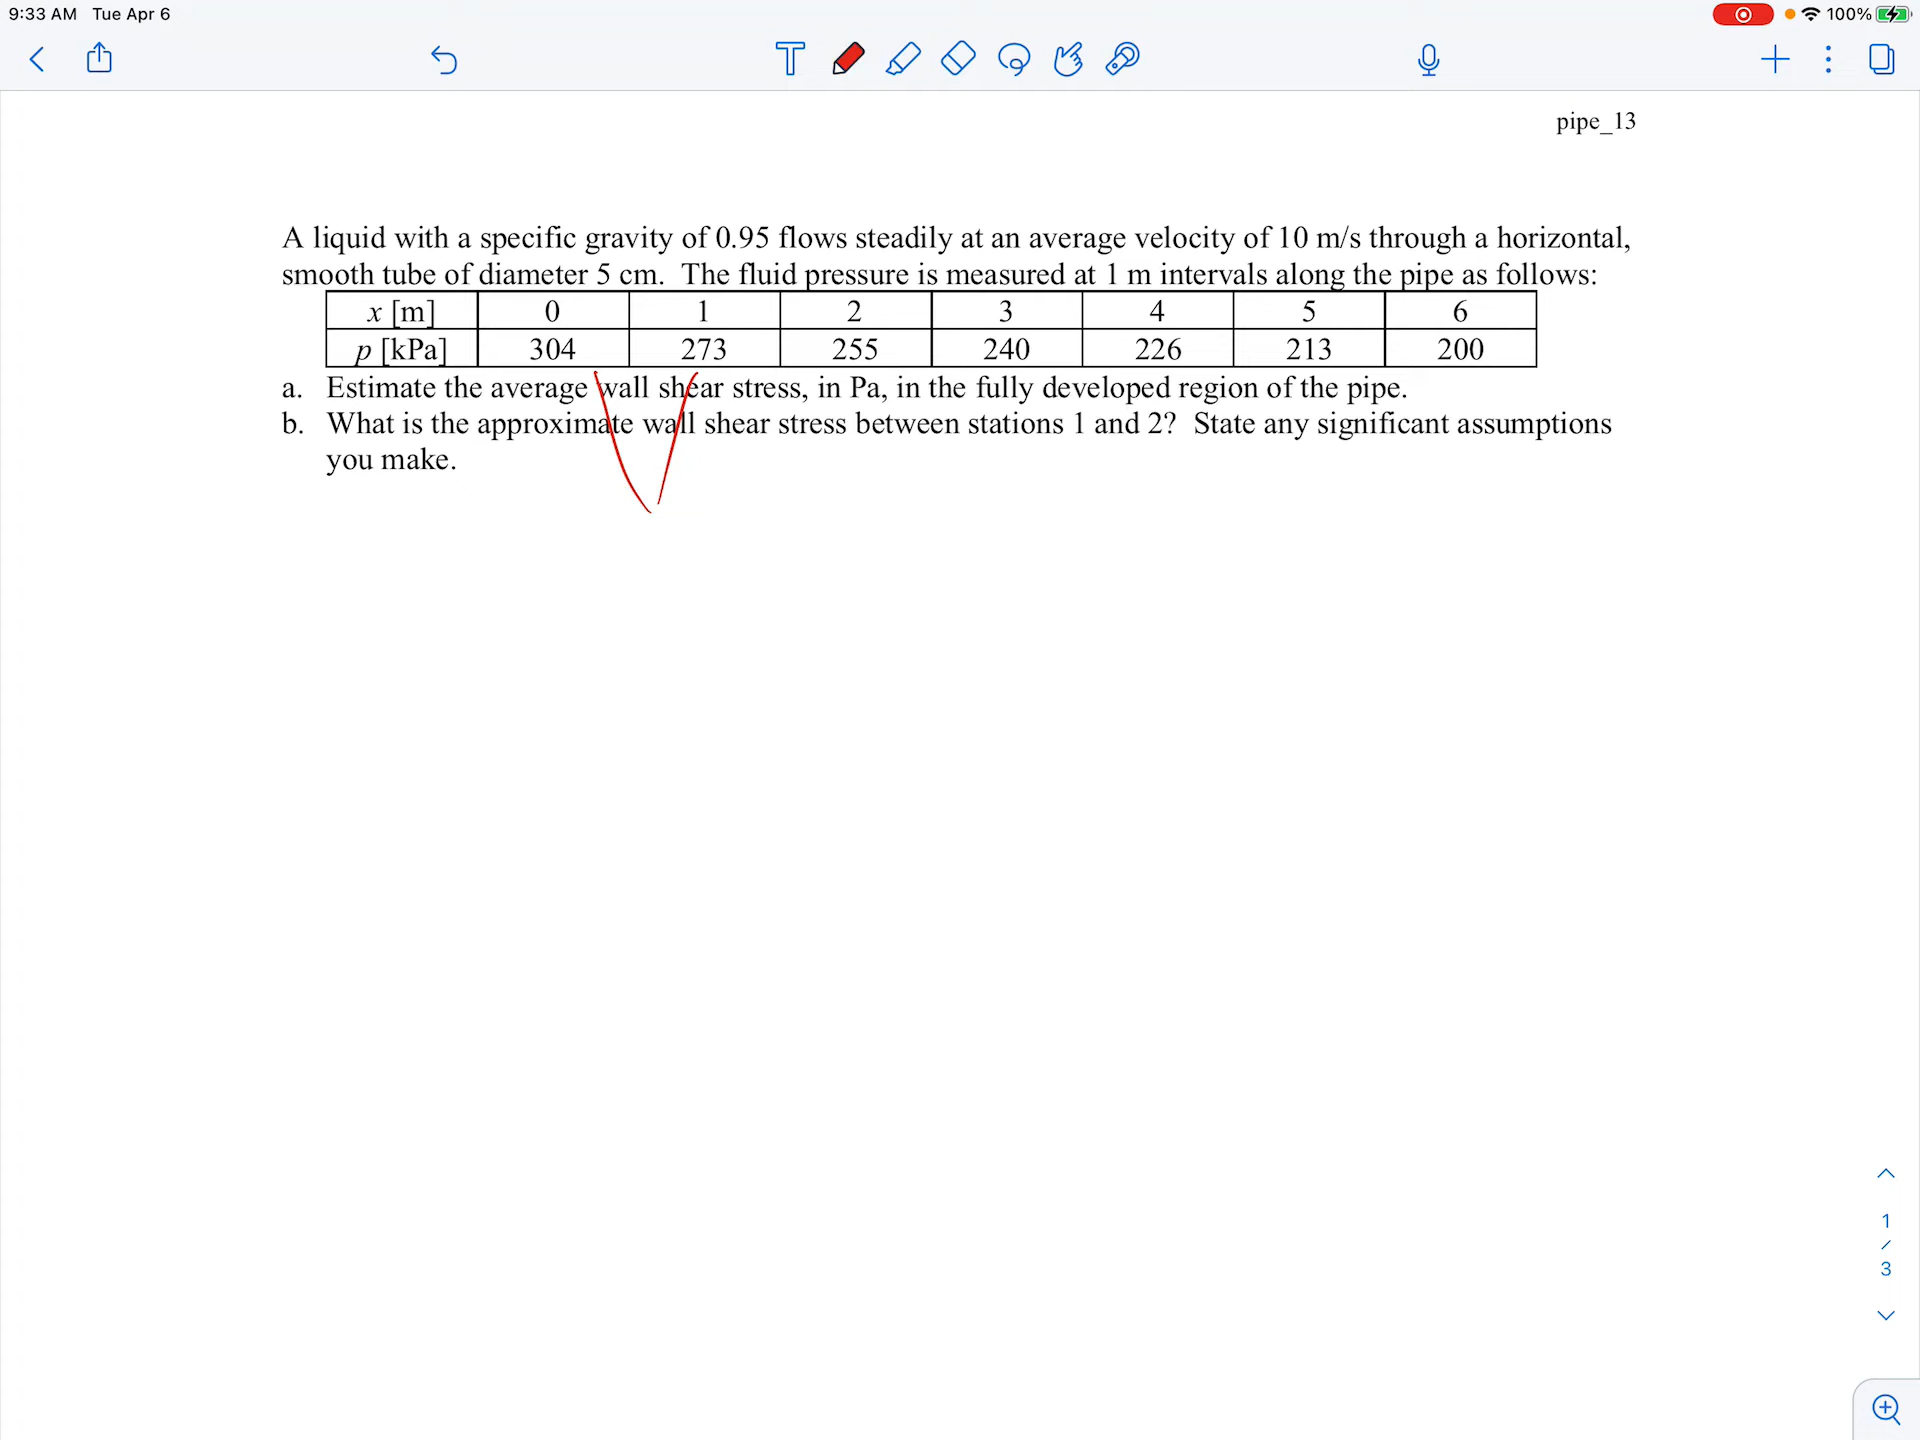 9:33 AM Tue Apr 6
100%
pipe_13
A liquid with a specific gravity of 0.95 flows steadily at an average velocity of 10 m/s through a horizontal,
smooth tube of diameter 5 cm. The fluid pressure is measured at 1 m intervals along the pipe as follows:
x [m] 0 1 2 3 4 5 6
p [kPa] 304 273 255 240 226 213 200
a. Estimate the average wall shear stress, in Pa, in the fully developed region of the pipe.
b. What is the approximate wall shear stress between stations 1 and 2? State any significant assumptions
you make.
1
/
3